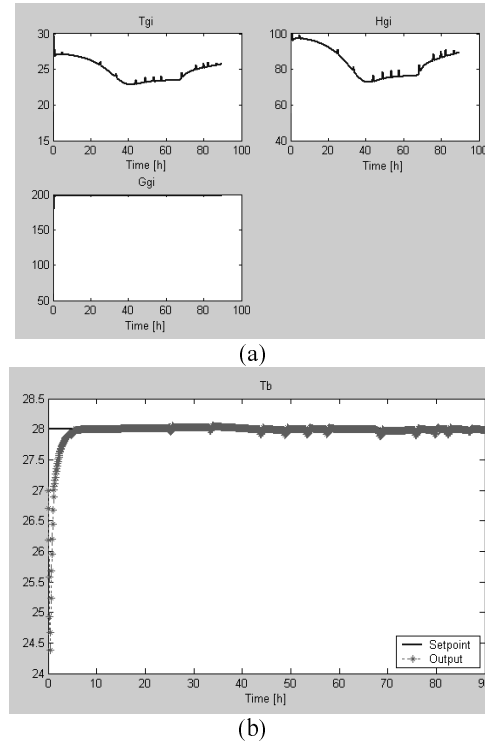 Tgi
Hgi
30
25
20
15
0 20 40 60 80 100
Time [h]
100
80
60
40
0 20 40 60 80 100
Time [h]
Ggi
200
150
100
50
0 20 40 60 80 100
Time [h]
(a)
Tb
28.5
28
27.5
27
26.5
26
25.5
25
24.5
24
0 10 20 30 40 50 60 70 80 90
Time [h]
Setpoint
Output
(b)